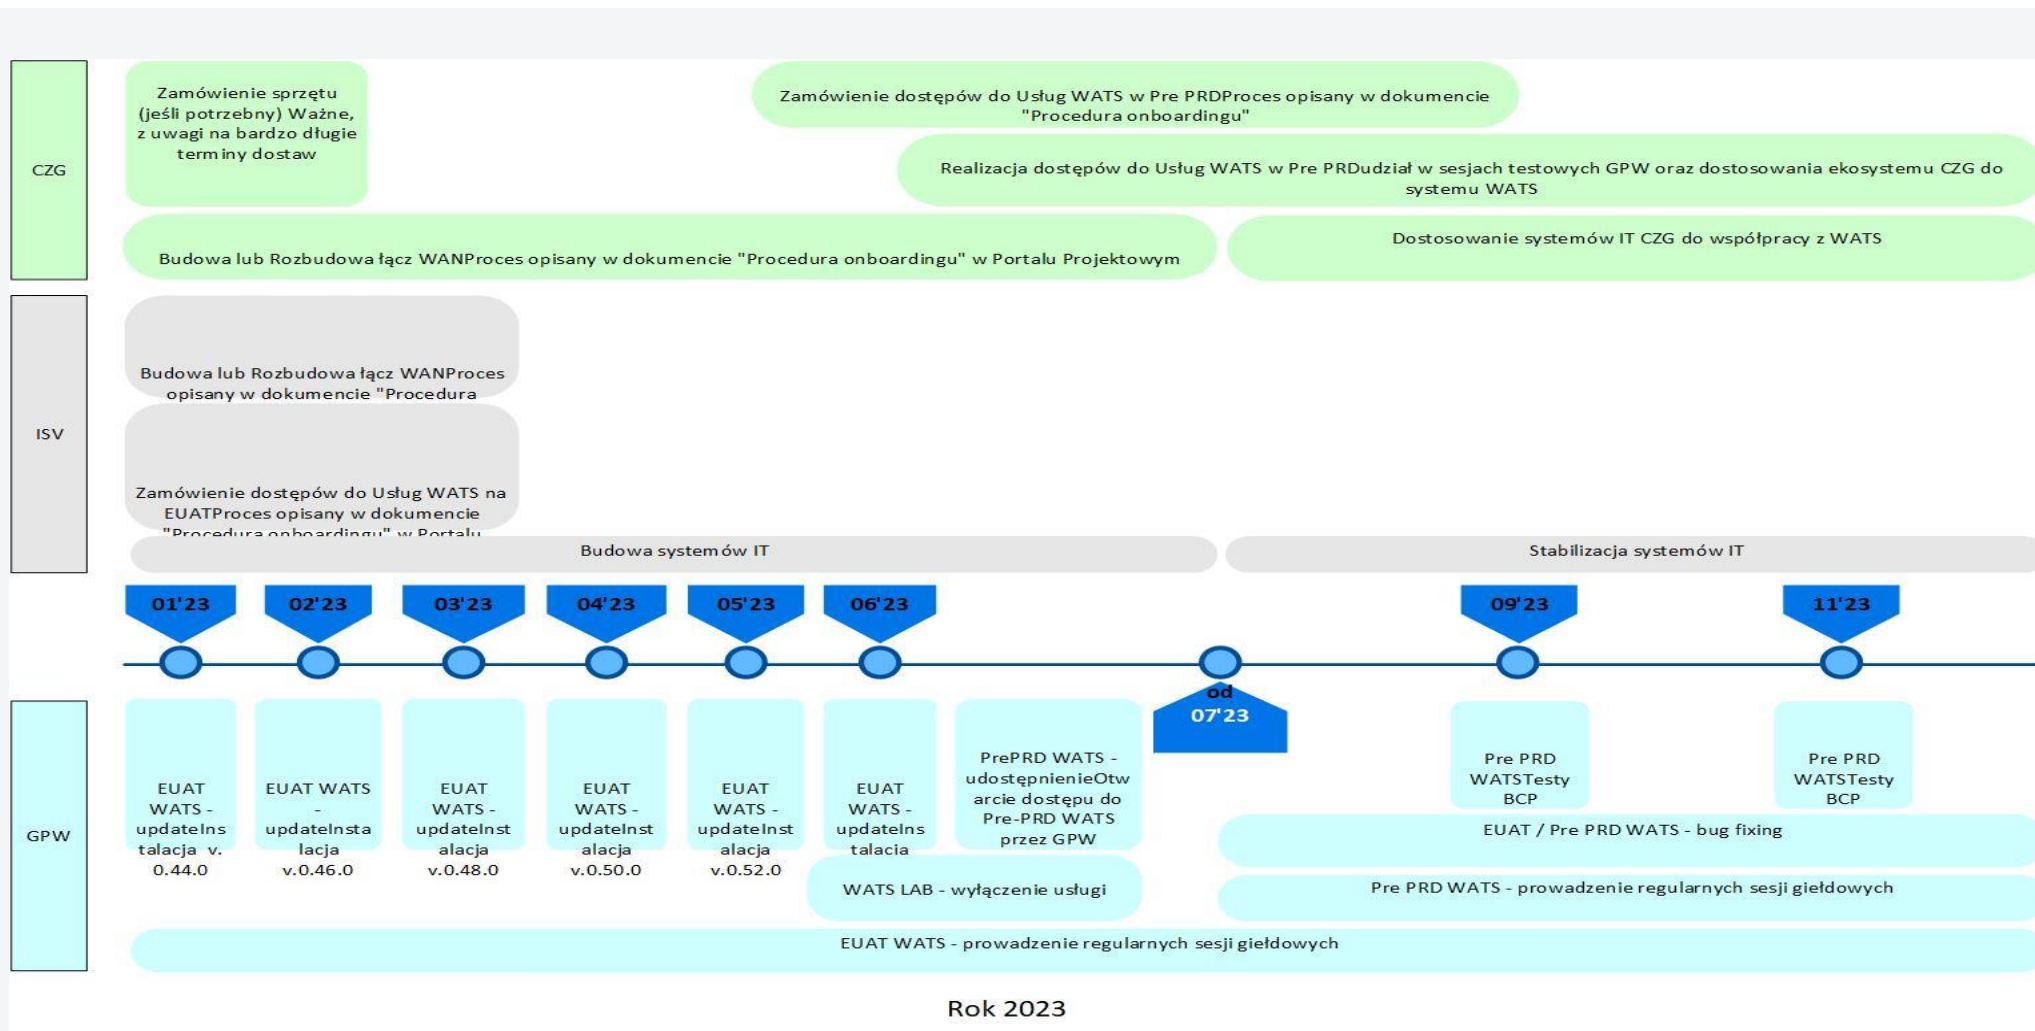 CZG
Zamówienie sprzętu
(jeśli potrzebny) Ważne,
z uwagi na bardzo długie
terminy dostaw
Zamówienie dostępów do Usług WATS w Pre PRDProces opisany w dokumencie
"Procedura onboardingu"
Realizacja dostępów do Usług WATS w Pre PRDudział w sesjach testowych GPW oraz dostosowania ekosystemu CZG do
systemu WATS
Budowa lub Rozbudowa łącz WANProces opisany w dokumencie "Procedura onboardingu" w Portalu Projektowym
Dostosowanie systemów IT CZG do współpracy z WATS
ISV
Budowa lub Rozbudowa łącz WANProces
opisany w dokumencie "Procedura
Zamówienie dostępów do Usług WATS na
EUATProces opisany w dokumencie
"Procedura onboardingu" w Portalu
Budowa systemów IT
Stabilizacja systemów IT
01'23
02'23
03'23
04'23
05'23
06'23
09'23
11'23
od
07'23
GPW
EUAT
WATS -
updateIns
talacja v.
0.44.0
EUAT WATS
-
updateInsta
lacja
v.0.46.0
EUAT
WATS -
updateInst
alacja
v.0.48.0
EUAT
WATS -
updateInst
alacja
v.0.50.0
EUAT
WATS -
updateInst
alacja
v.0.52.0
EUAT
WATS -
updateIns
talacja
PrePRD WATS -
udostępnienieOtw
arcie dostępu do
Pre-PRD WATS
przez GPW
Pre PRD
WATSTesty
BCP
Pre PRD
WATSTesty
BCP
EUAT / Pre PRD WATS - bug fixing
WATS LAB - wyłączenie usługi
Pre PRD WATS - prowadzenie regularnych sesji giełdowych
EUAT WATS - prowadzenie regularnych sesji giełdowych
Rok 2023